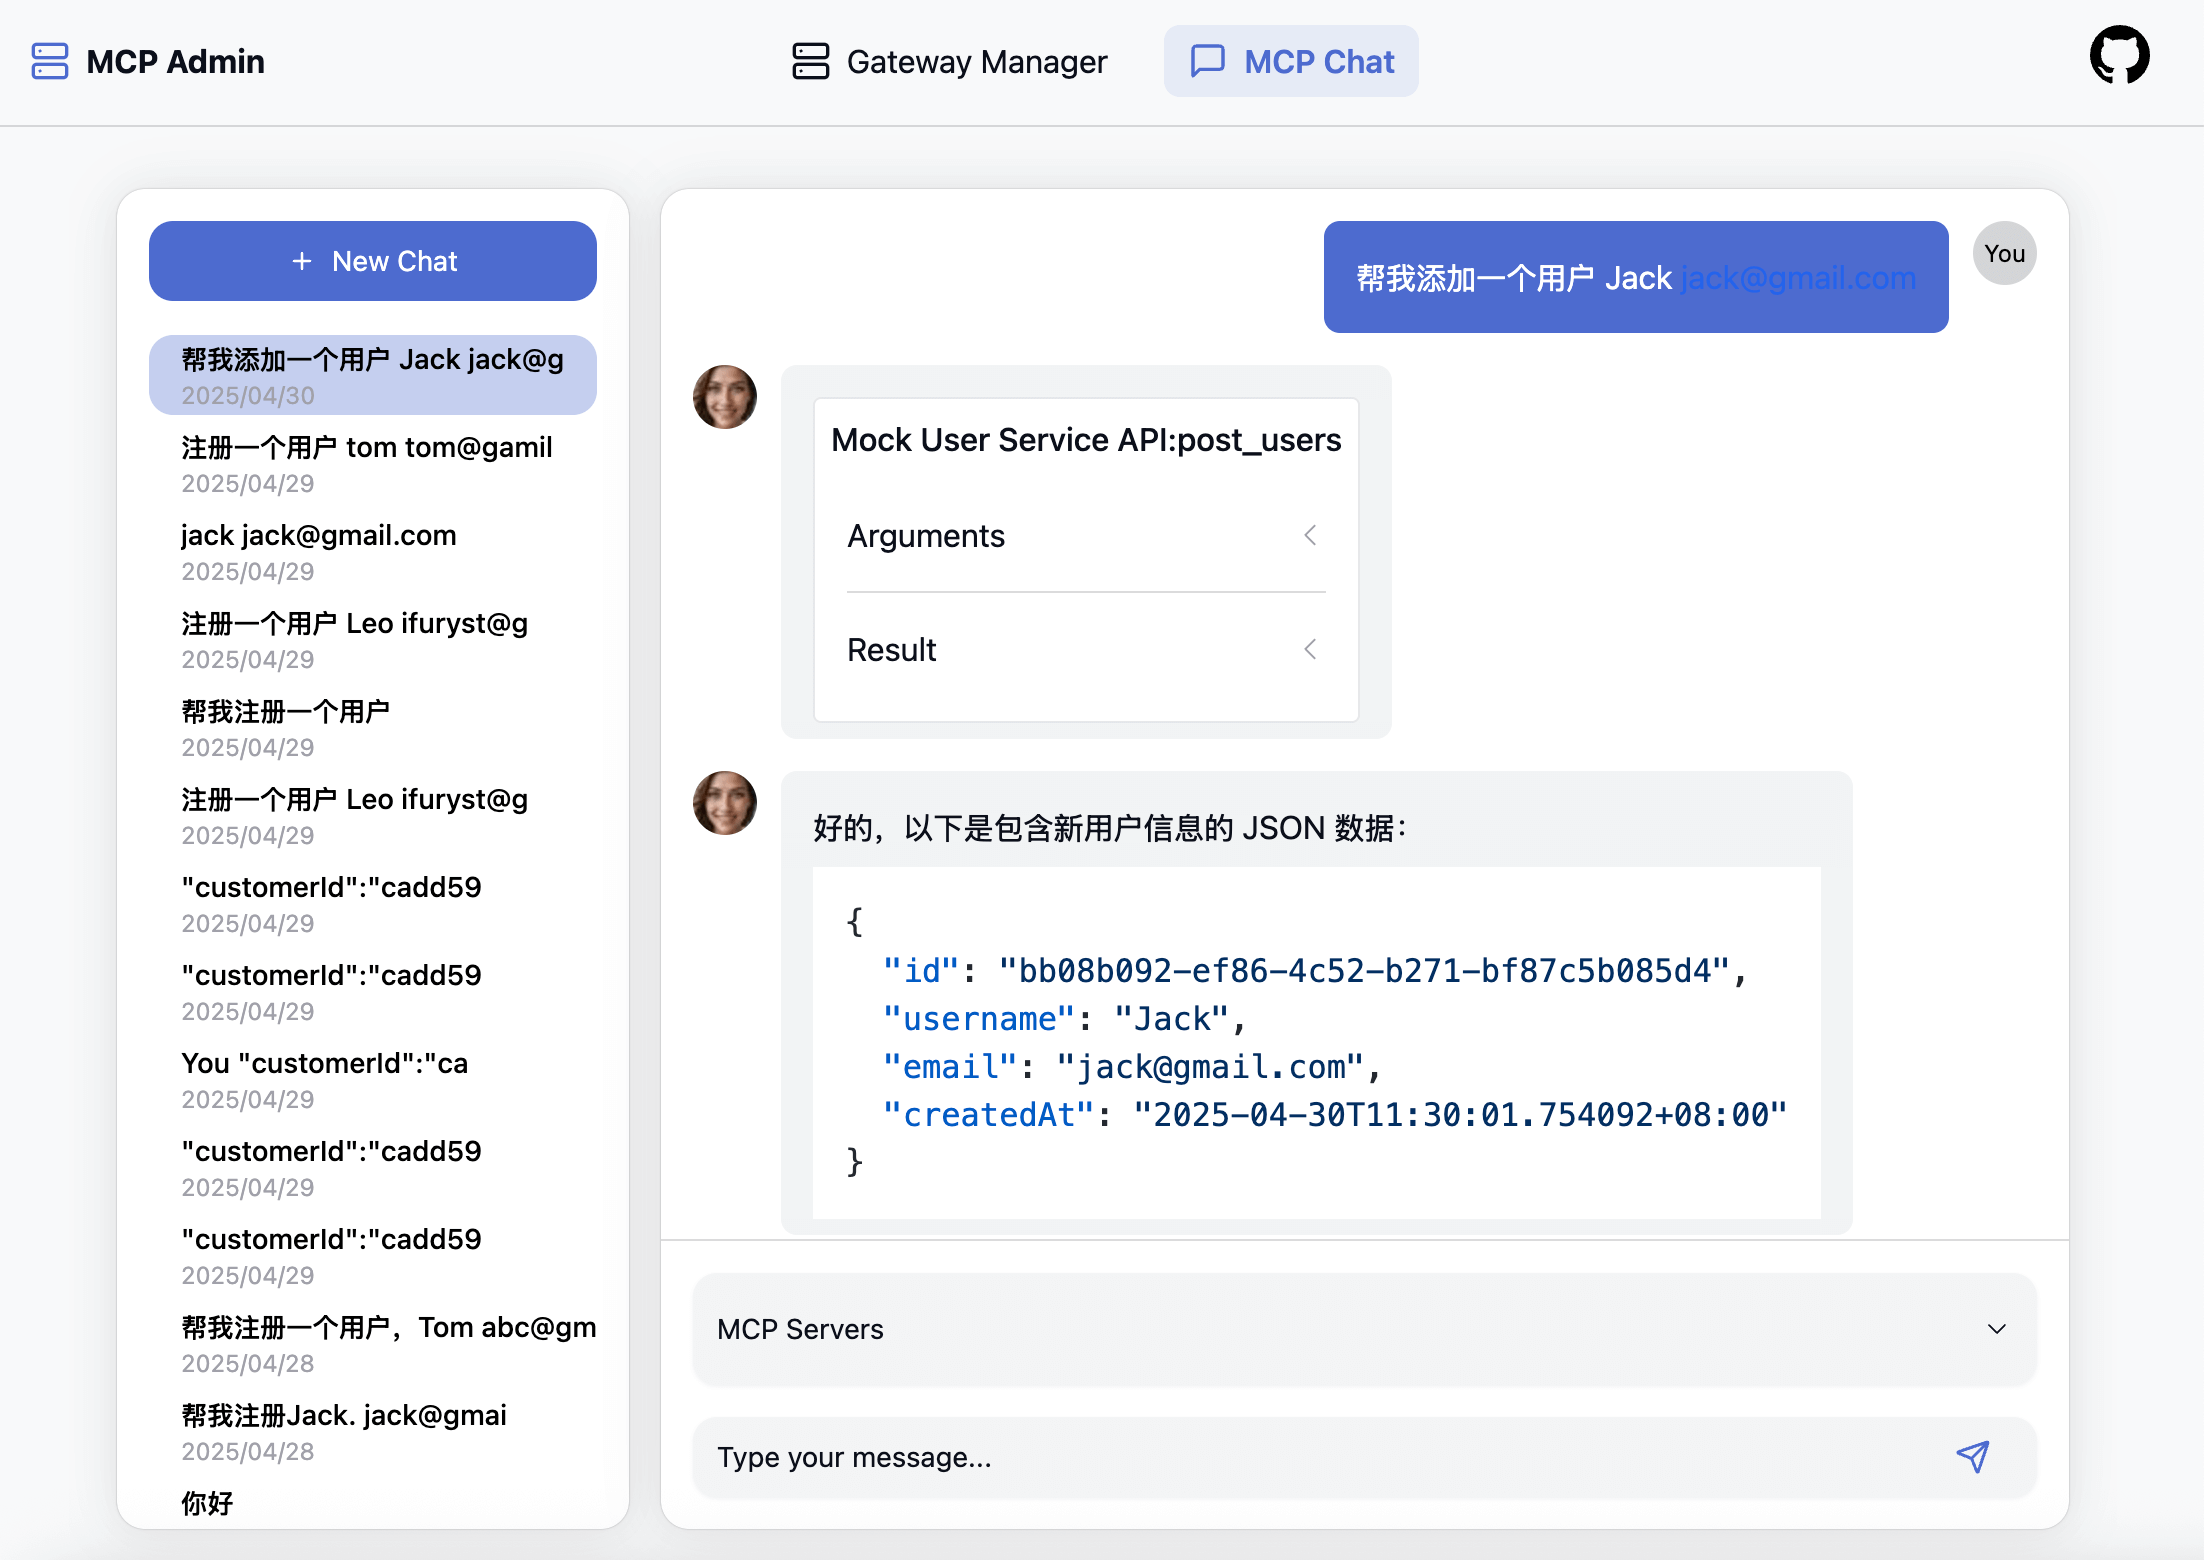 MCP Admin
Gateway Manager
MCP Chat
+ New Chat
帮我添加一个用户 Jack jack@g
2025/04/30
注册一个用户 tom tom@gamil
2025/04/29
jack jack@gmail.com
2025/04/29
注册一个用户 Leo ifuryst@g
2025/04/29
帮我注册一个用户
2025/04/29
注册一个用户 Leo ifuryst@g
2025/04/29
"customerId":"cadd59
2025/04/29
"customerId":"cadd59
2025/04/29
You "customerId":"ca
2025/04/29
"customerId":"cadd59
2025/04/29
"customerId":"cadd59
2025/04/29
帮我注册一个用户，Tom abc@gm
2025/04/28
帮我注册Jack. jack@gmai
2025/04/28
你好
帮我添加一个用户 Jack jack@gmail.com
You
Mock User Service API:post_users
Arguments
Result
好的，以下是包含新用户信息的 JSON 数据：
{
"id": "bb08b092-ef86-4c52-b271-bf87c5b085d4",
"username": "Jack",
"email": "jack@gmail.com",
"createdAt": "2025-04-30T11:30:01.754092+08:00"
}
MCP Servers
Type your message...